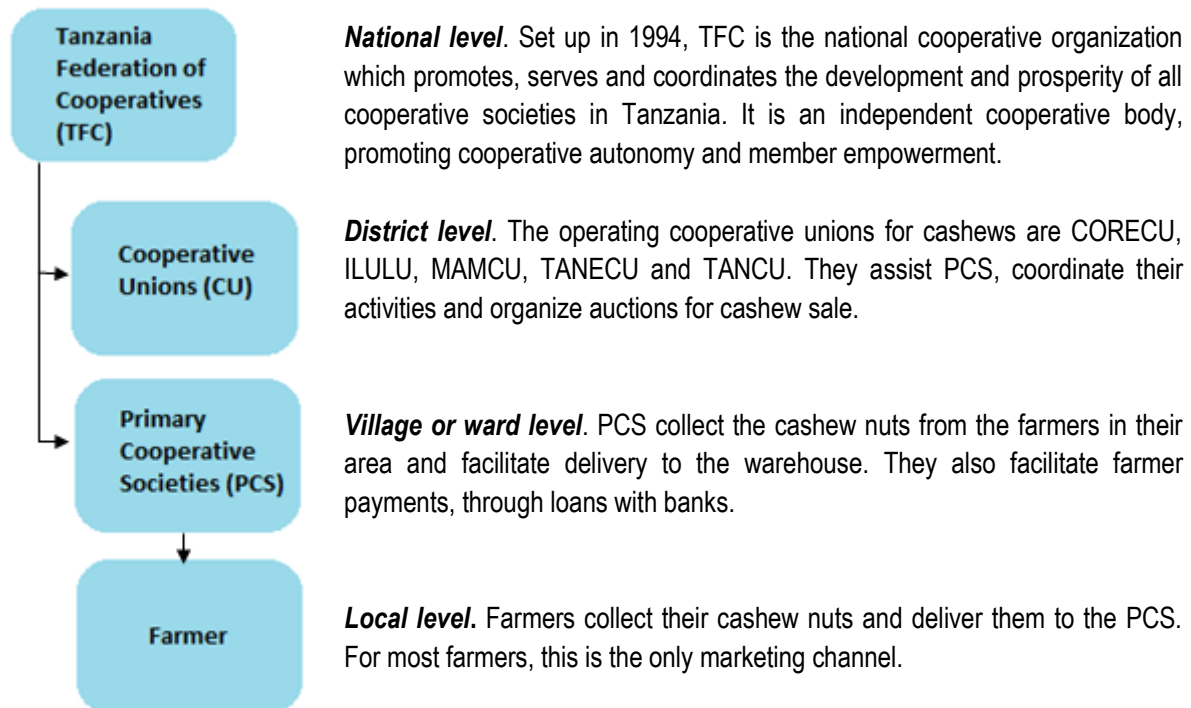 Tanzania
Federation of
Cooperatives
(TFC)
National level. Set up in 1994, TFC is the national cooperative organization
which promotes, serves and coordinates the development and prosperity of all
cooperative societies in Tanzania. It is an independent cooperative body,
promoting cooperative autonomy and member empowerment.
Cooperative
Unions (CU)
District level. The operating cooperative unions for cashews are CORECU,
ILULU, MAMCU, TANECU and TANCU. They assist PCS, coordinate their
activities and organize auctions for cashew sale.
Primary
Cooperative
Societies (PCS)
Village or ward level. PCS collect the cashew nuts from the farmers in their
area and facilitate delivery to the warehouse. They also facilitate farmer
payments, through loans with banks.
Farmer
Local level. Farmers collect their cashew nuts and deliver them to the PCS.
For most farmers, this is the only marketing channel.